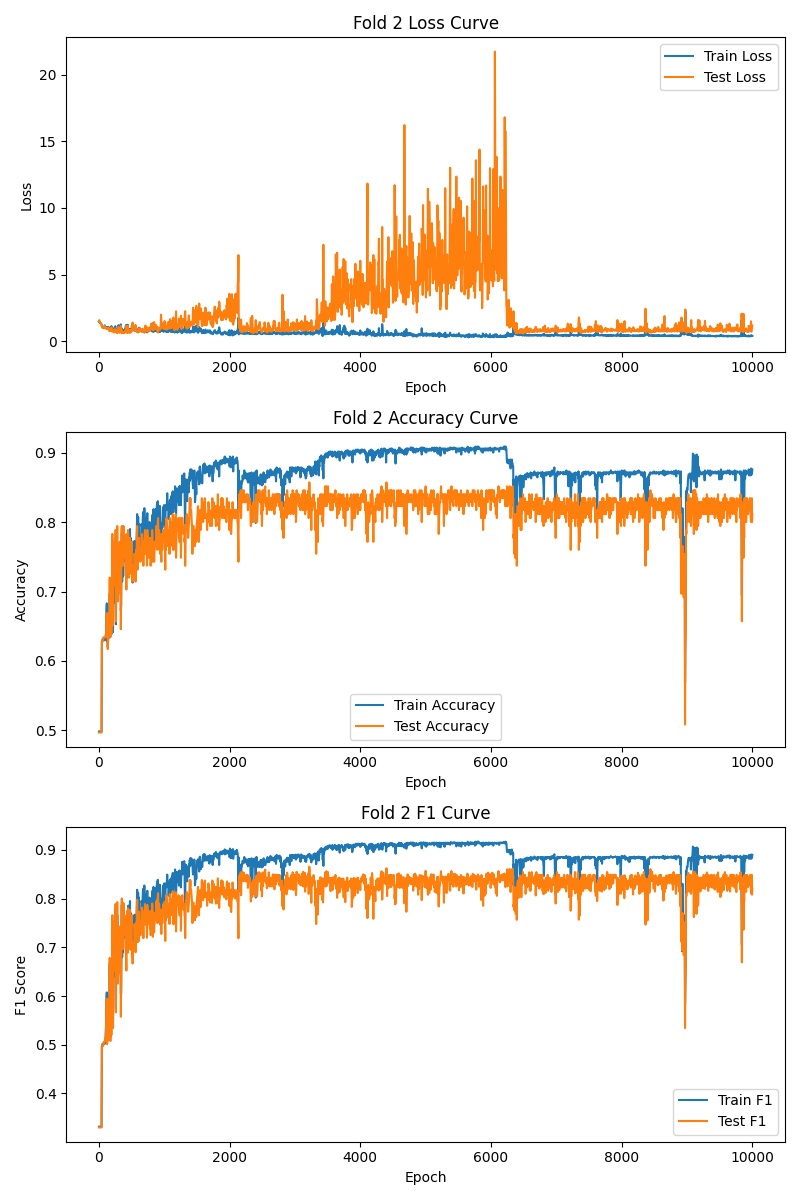 Fold 2 Loss Curve
Train Loss
Test Loss
20
15
10
5
0
Loss
0 2000 4000 6000 8000 10000
Epoch
Fold 2 Accuracy Curve
0.9
0.8
0.7
0.6
0.5
Accuracy
Train Accuracy
Test Accuracy
0 2000 4000 6000 8000 10000
Epoch
Fold 2 F1 Curve
0.9
0.8
0.7
0.6
0.5
0.4
F1 Score
Train F1
Test F1
0 2000 4000 6000 8000 10000
Epoch